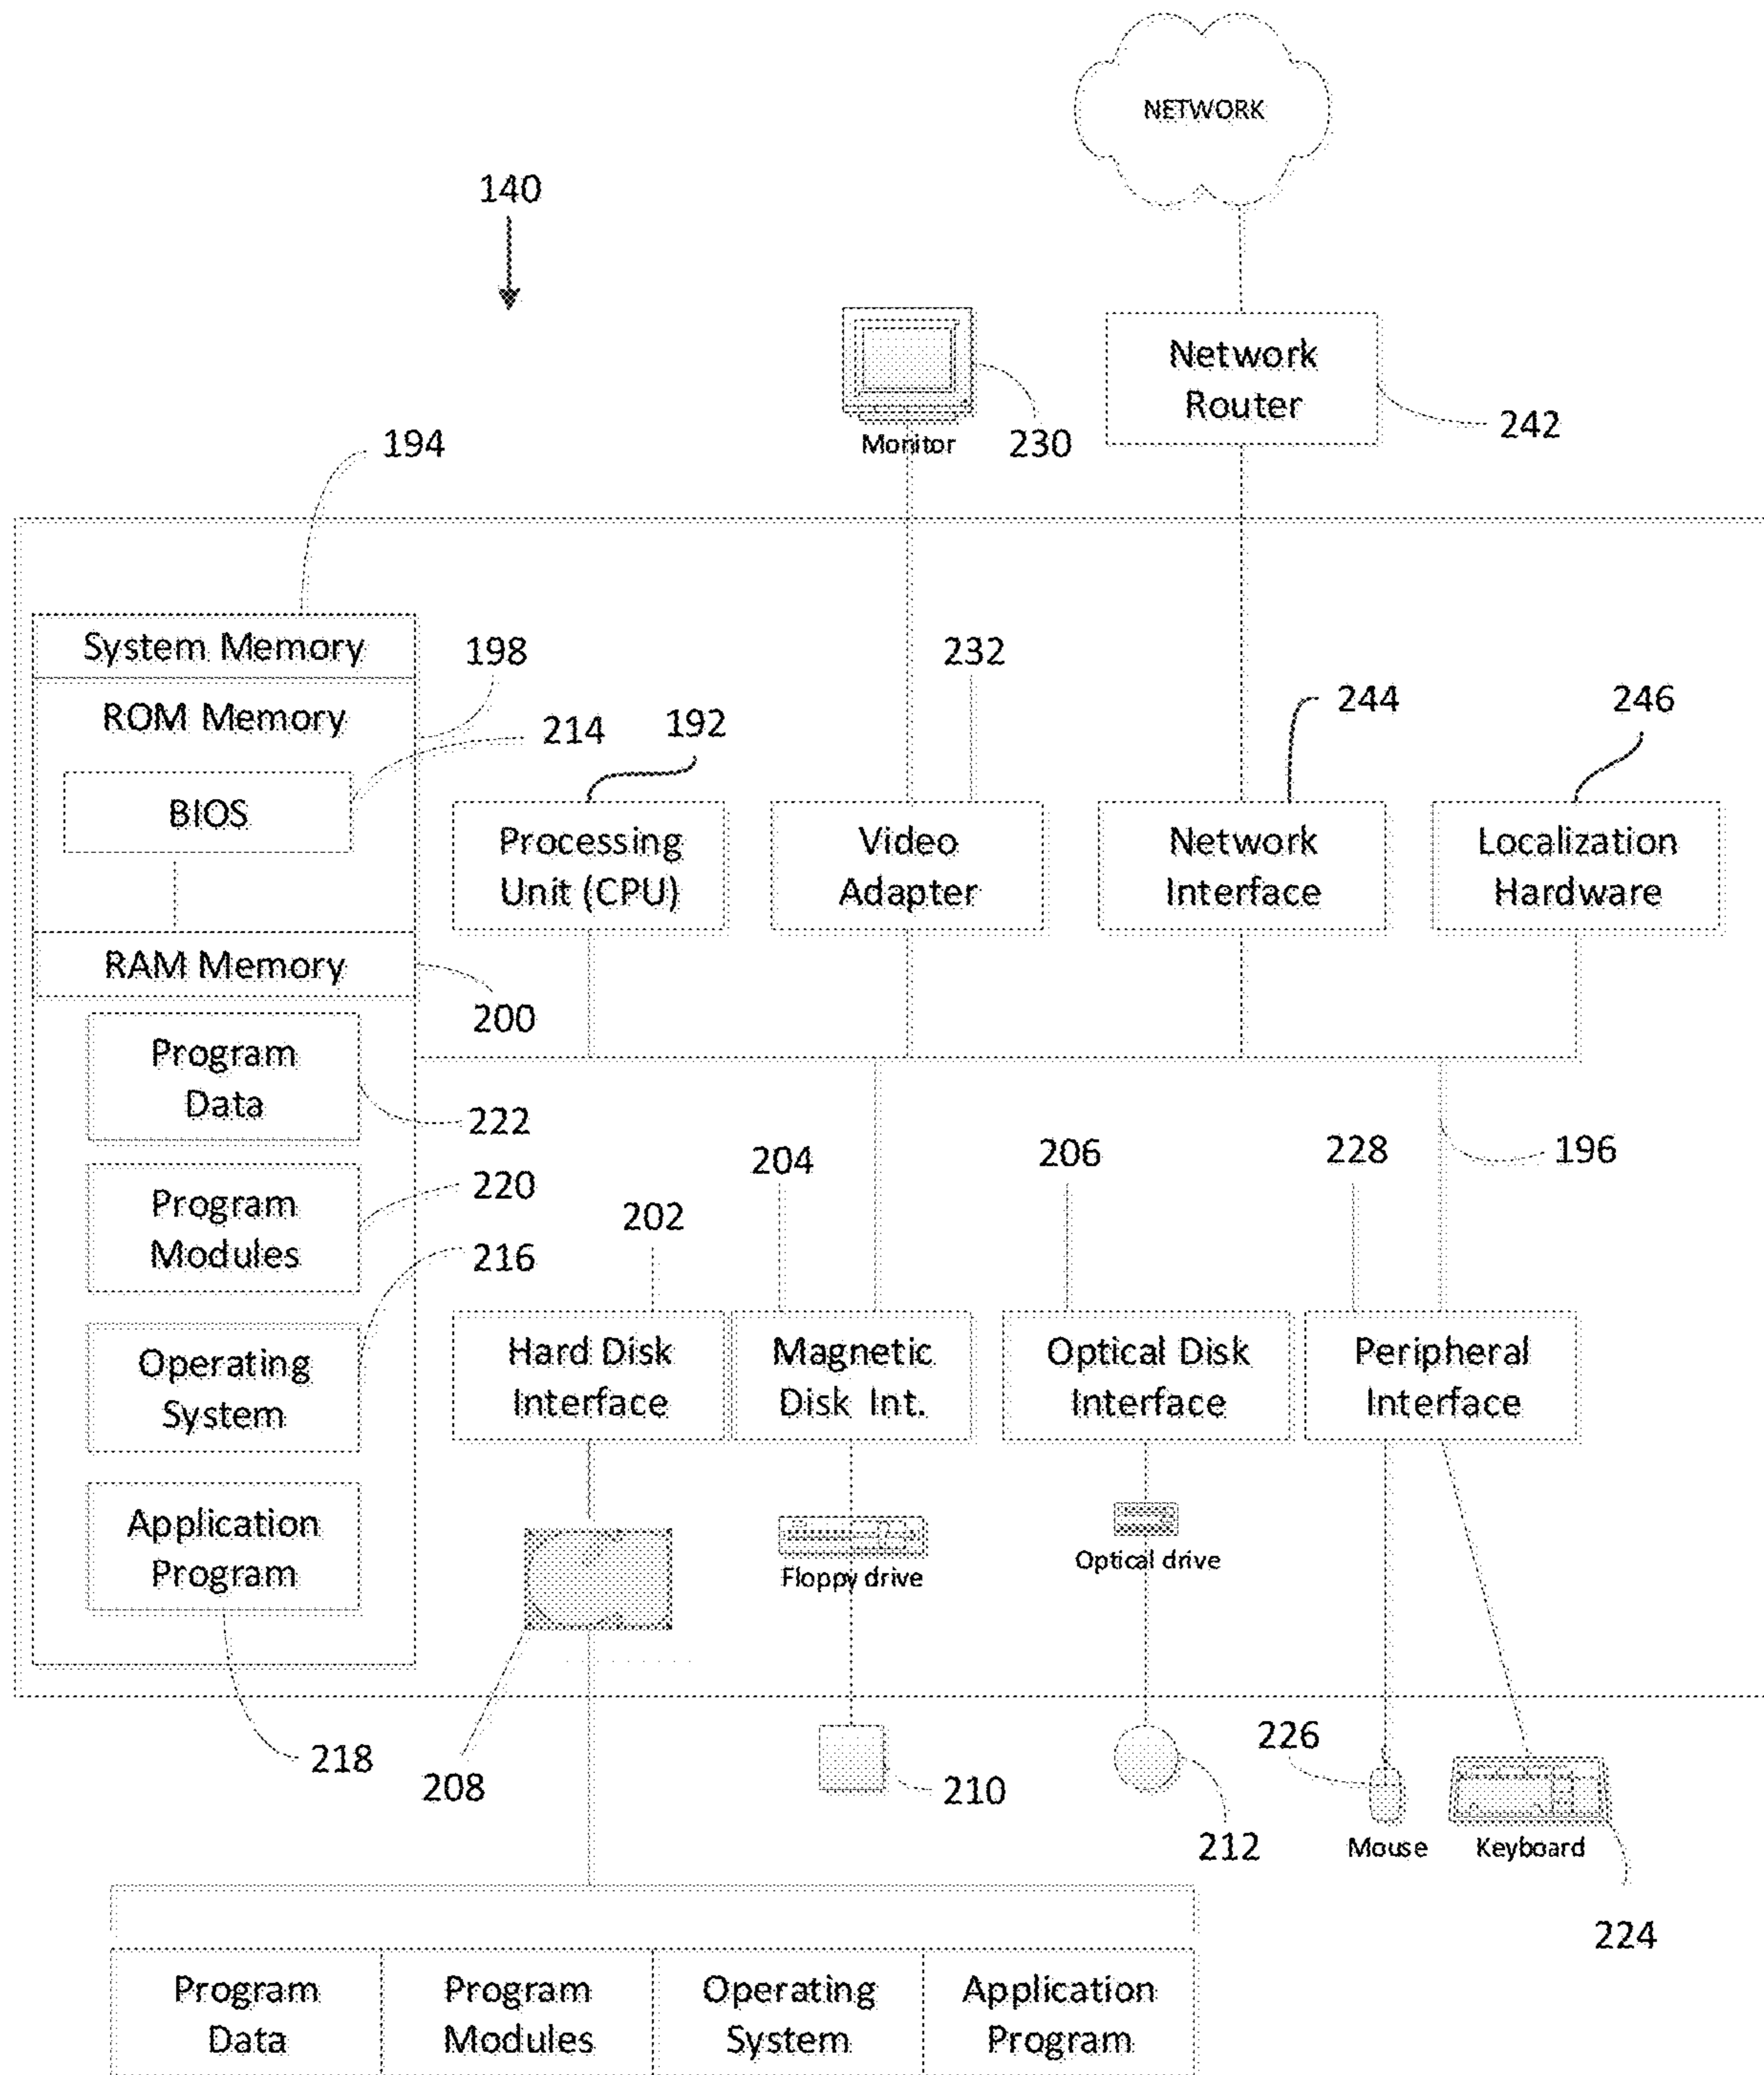 NETWORK
140
Network
Router
242
Monitor
230
194
System Memory
198
ROM Memory
214
BIOS
192
232
244
246
Processing
Unit (CPU)
Video
Adapter
Network
Interface
Localization
Hardware
RAM Memory
200
Program
Data
222
Program
Modules
220
216
Operating
System
Application
Program
218
202
204
206
228
196
Hard Disk
Interface
Magnetic
Disk Int.
Optical Disk
Interface
Peripheral
Interface
Floppy drive
Optical drive
208
210
212
226
Mouse
Keyboard
224
Program
Data
Program
Modules
Operating
System
Application
Program